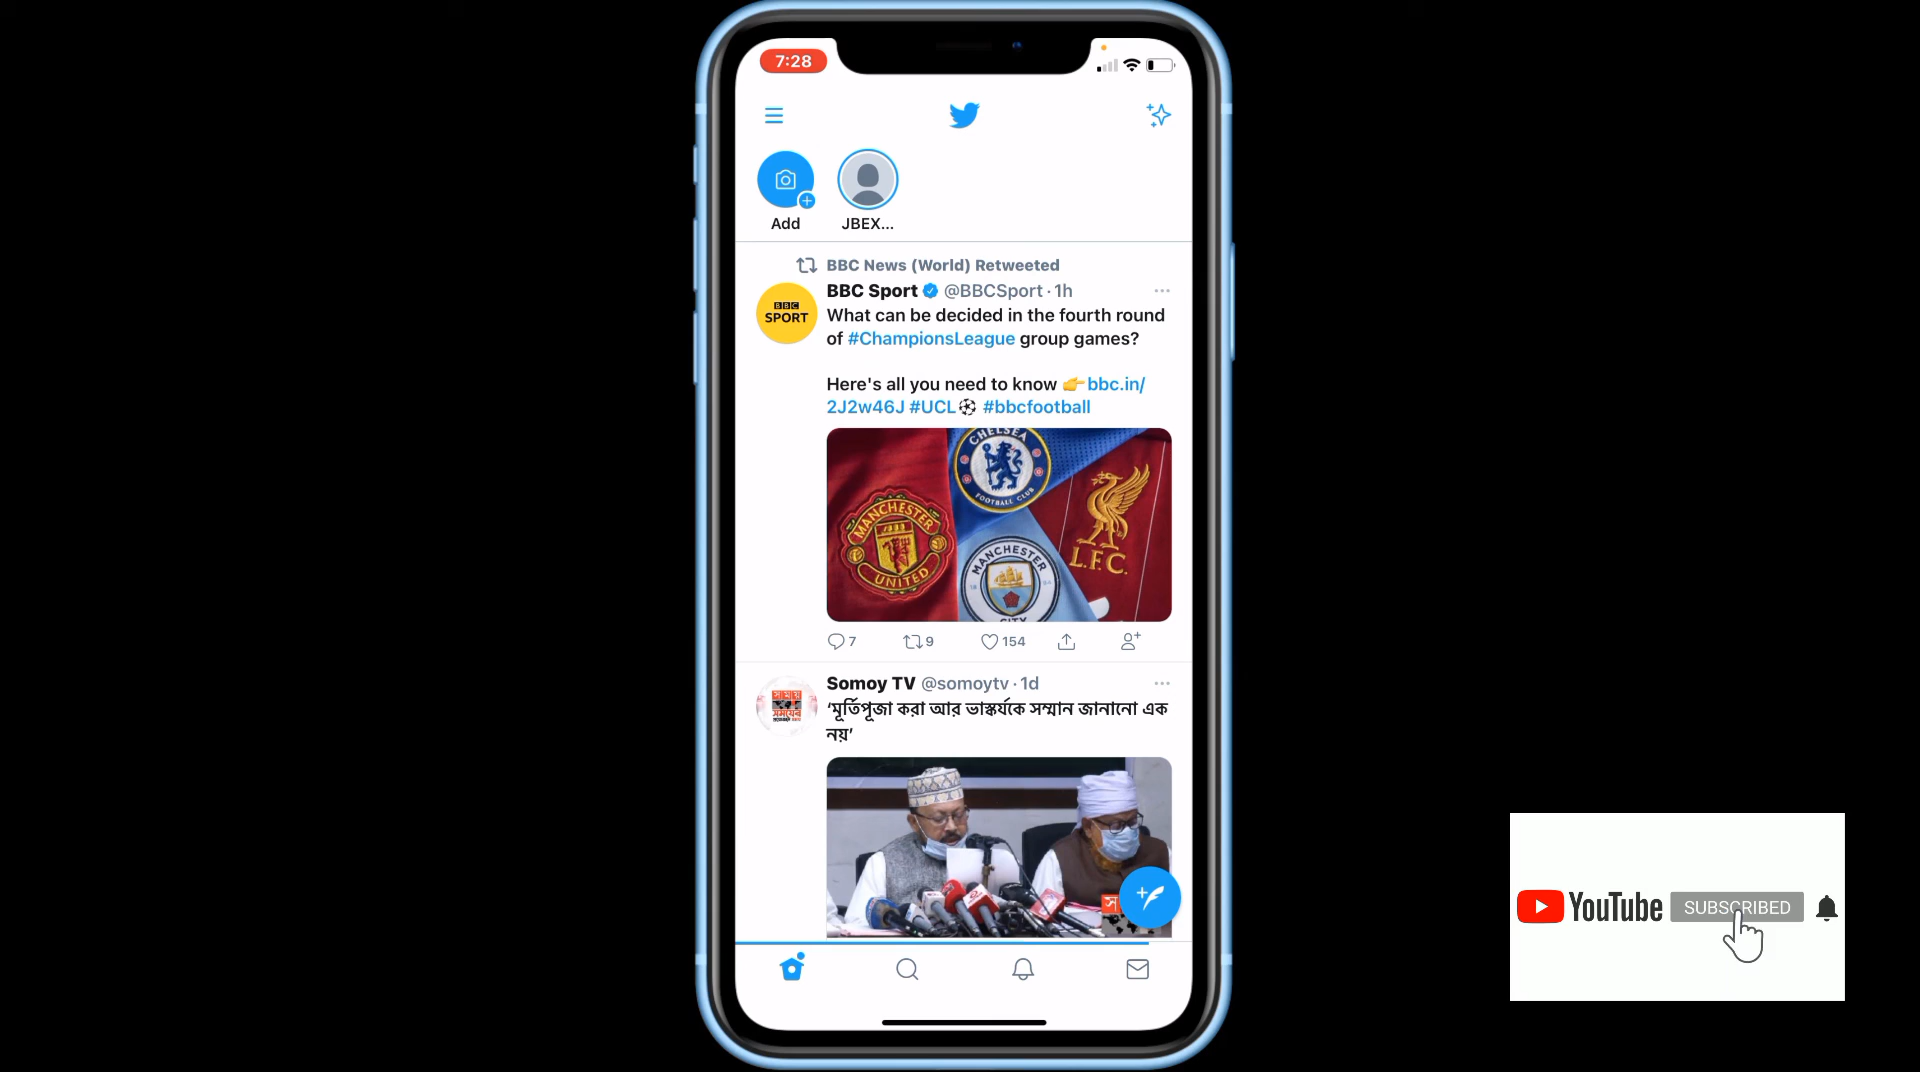 7:28
Add
JBEX...
BBC News (World) Retweeted
BBC
SPORT
BBC Sport @BBCSport · 1h
What can be decided in the fourth round
of #ChampionsLeague group games?
Here's all you need to know 👉 bbc.in/
2J2w46J #UCL⚽ #bbcfootball
CHELSEA
FOOTBALL CLUB
MANCHESTER
UNITED
MANCHESTER
CITY
L.F.C.
7 9 154
Somoy TV @somoytv · 1d
‘মূর্তিপূজা করা আর ভাস্কর্যকে সম্মান জানানো এক
নয়’
YouTube SUBSCRIBED